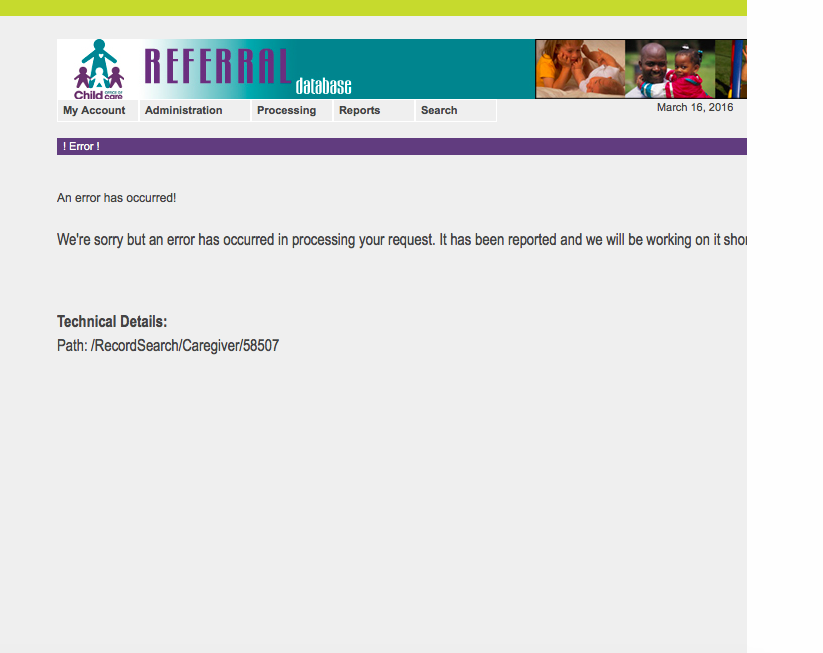 REFERRAL
database
Child OFFICE OF
care
My Account Administration Processing Reports Search March 16, 2016
! Error !
An error has occurred!
We're sorry but an error has occurred in processing your request. It has been reported and we will be working on it shor
Technical Details:
Path: /RecordSearch/Caregiver/58507